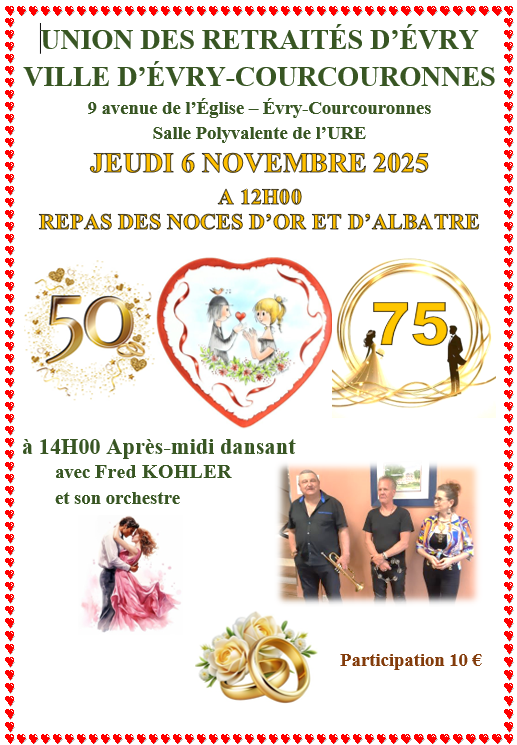 UNION DES RETRAITÉS D'ÉVRY
VILLE D'ÉVRY-COURCOURONNES
9 avenue de l'Église – Évry-Courcouronnes
Salle Polyvalente de l'URE
JEUDI 6 NOVEMBRE 2025
A 12H00
REPAS DES NOCES D'OR ET D'ALBATRE
50
75
à 14H00 Après-midi dansant
avec Fred KOHLER
et son orchestre
Participation 10 €